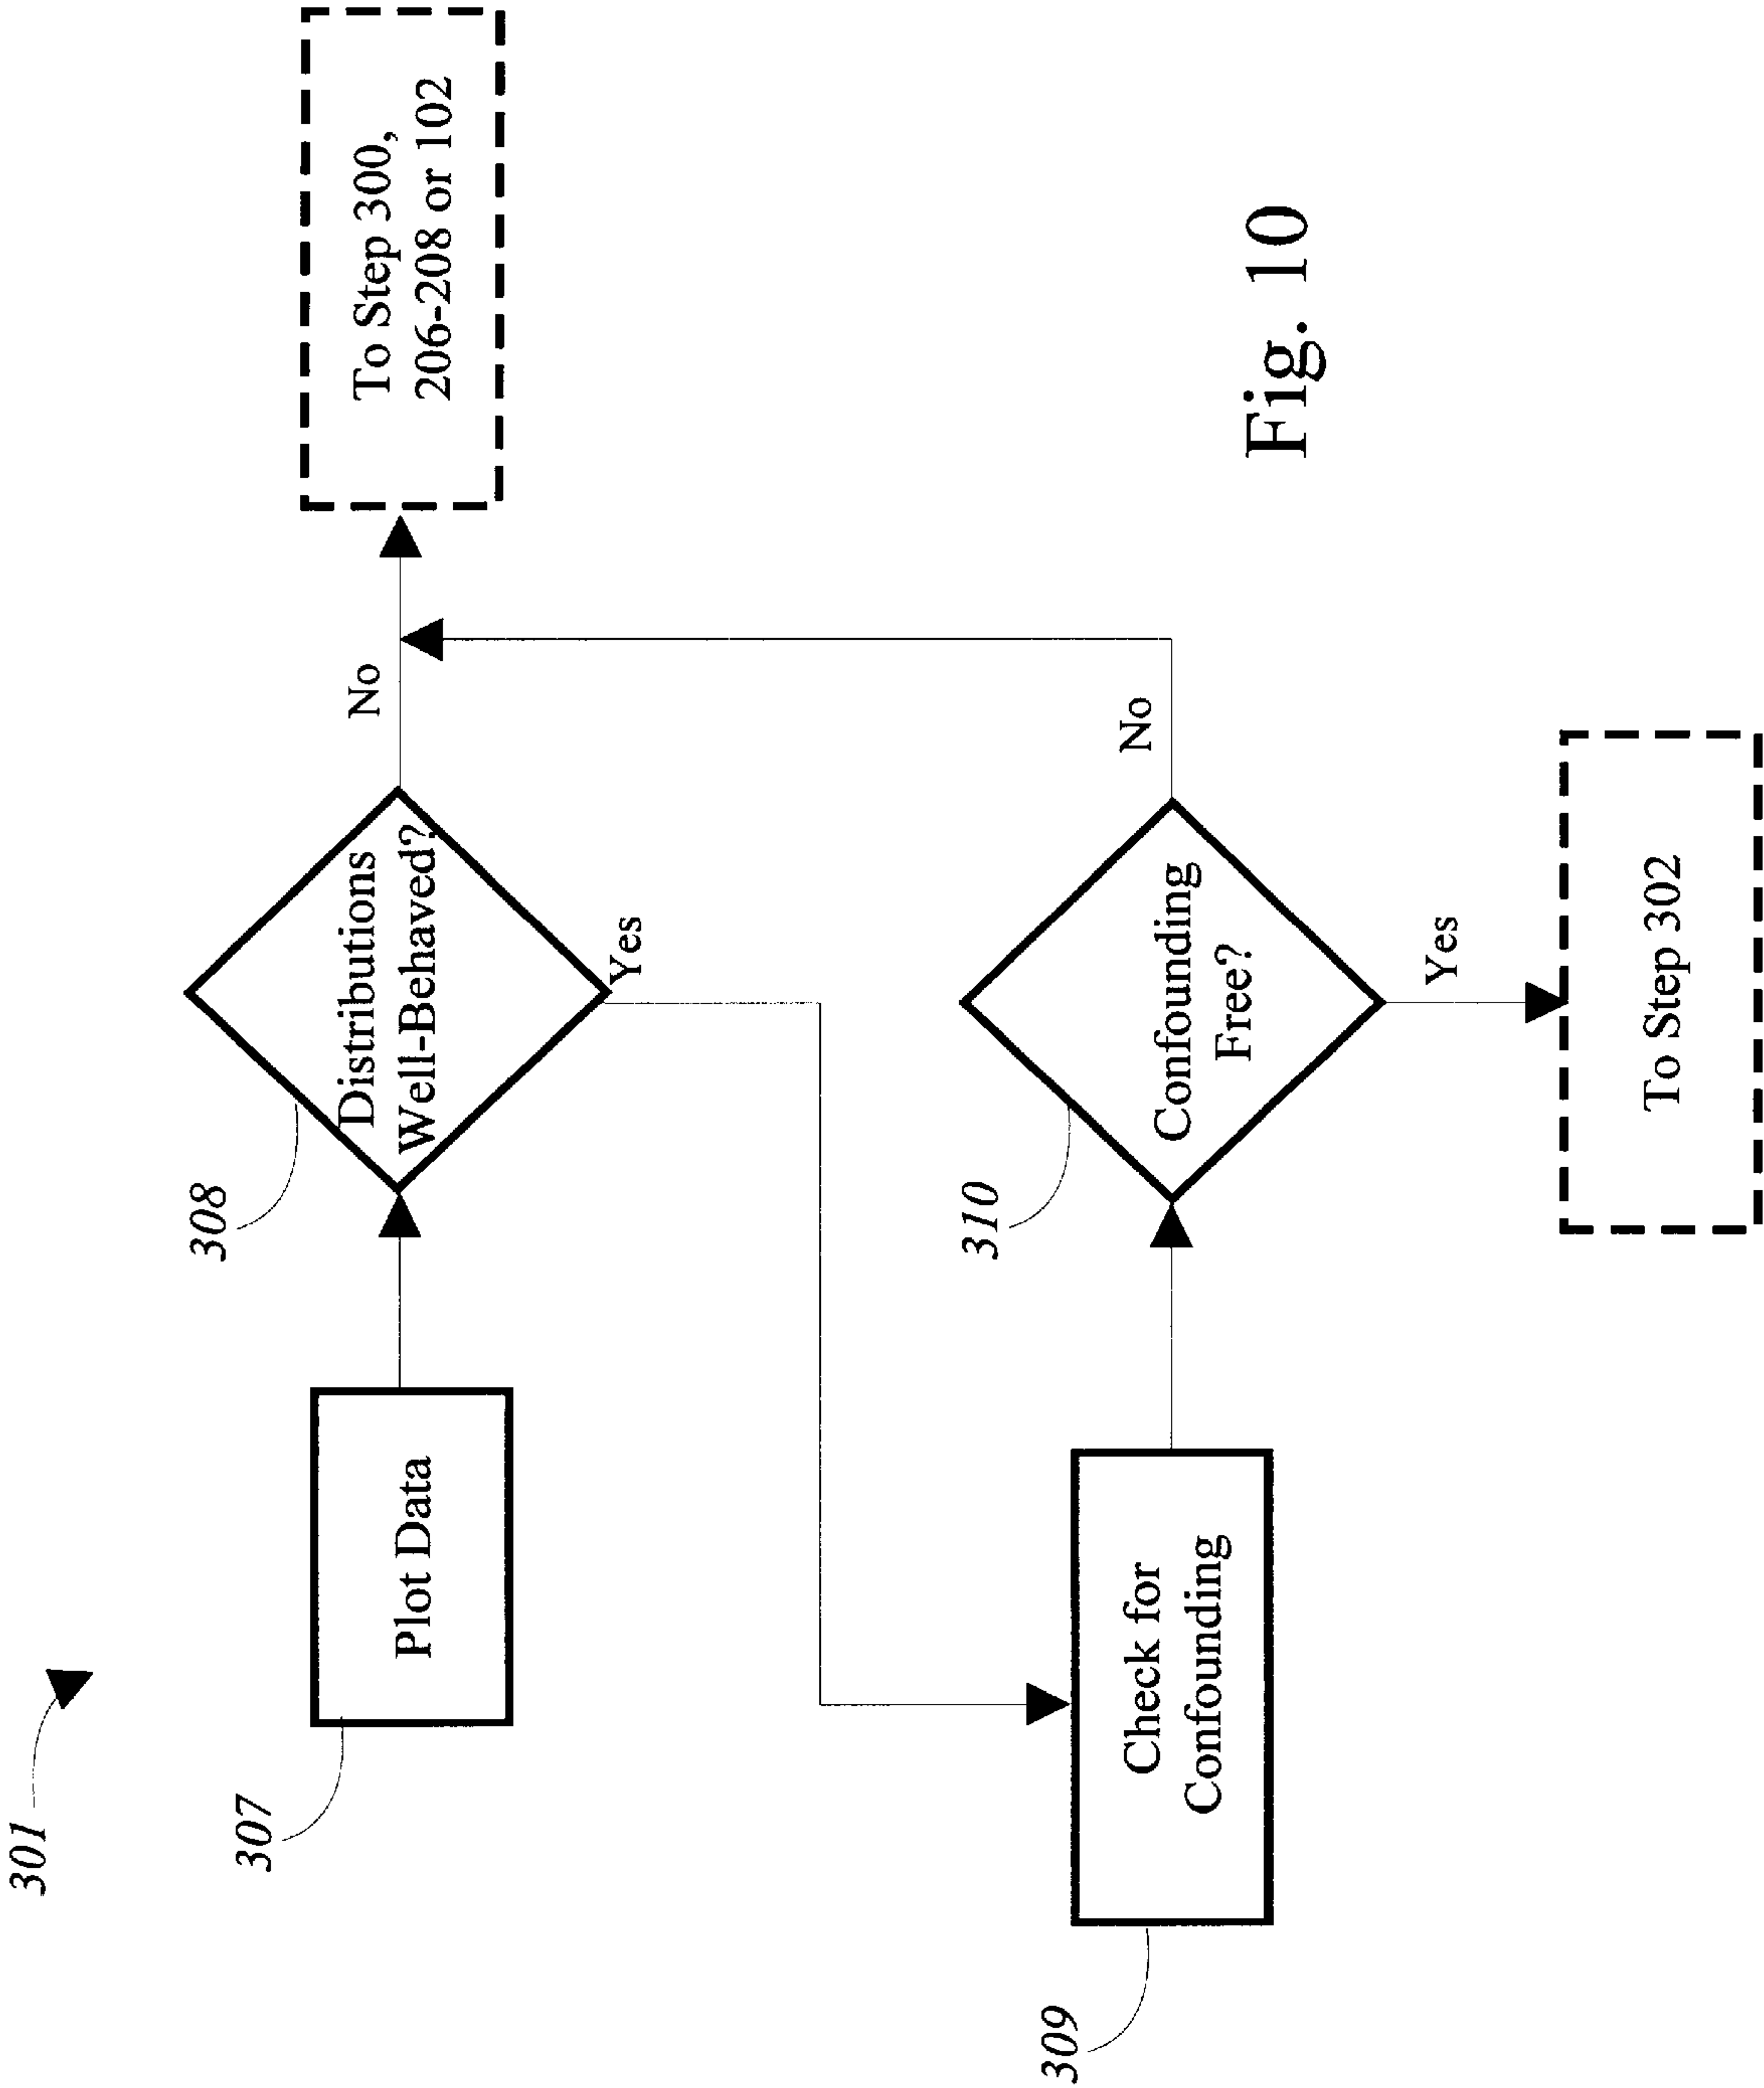 301
307
Plot Data
308
Distributions
Well-Behaved?
No
To Step 300,
206-208 or 102
Yes
309
Check for
Confounding
310
Confounding
Free?
No
Yes
To Step 302
Fig. 10